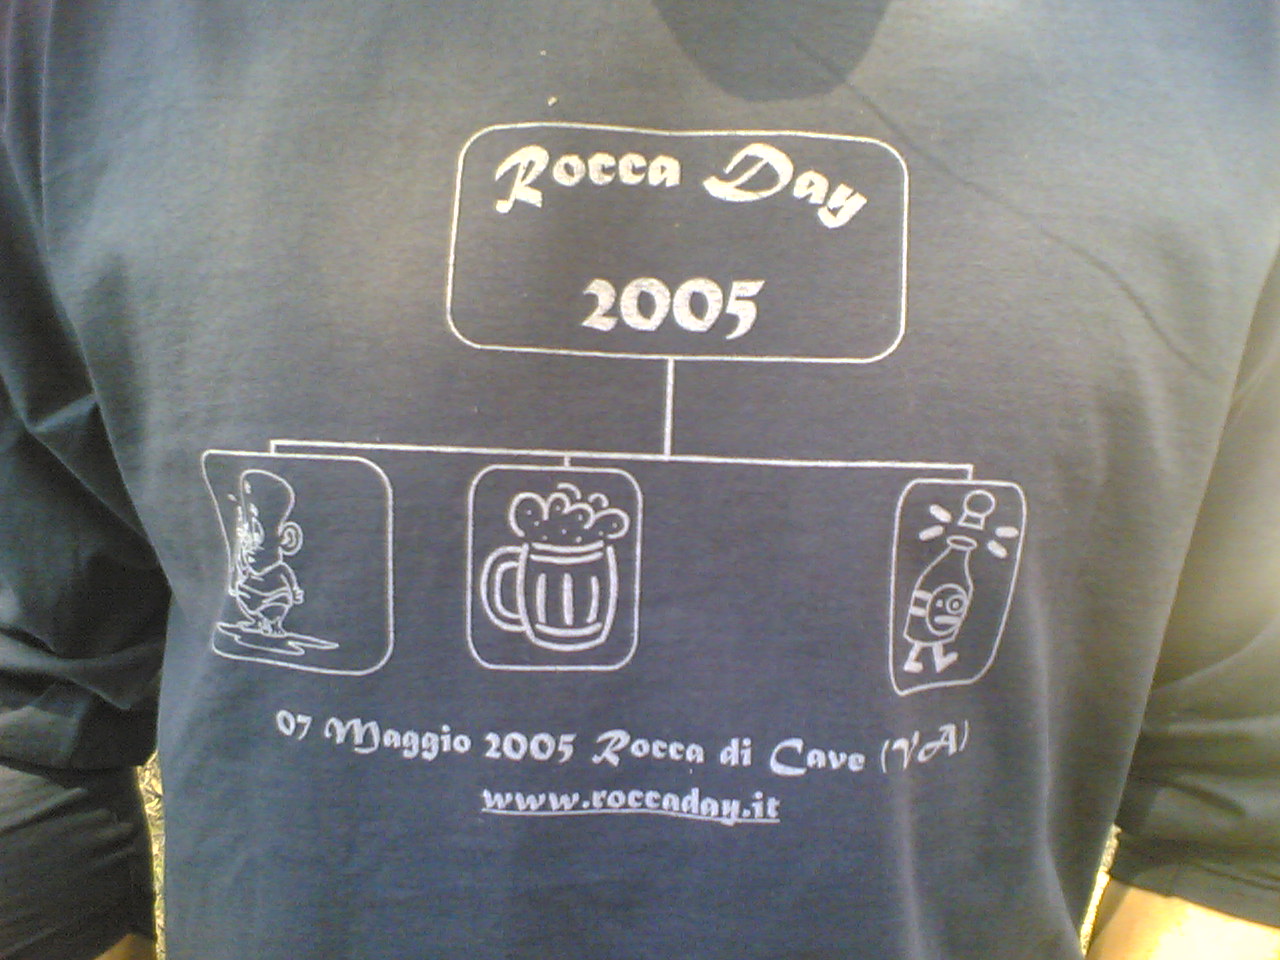 Rocca Day
2005
07 Maggio 2005 Rocca di Cave (VA)
www.roccaday.it